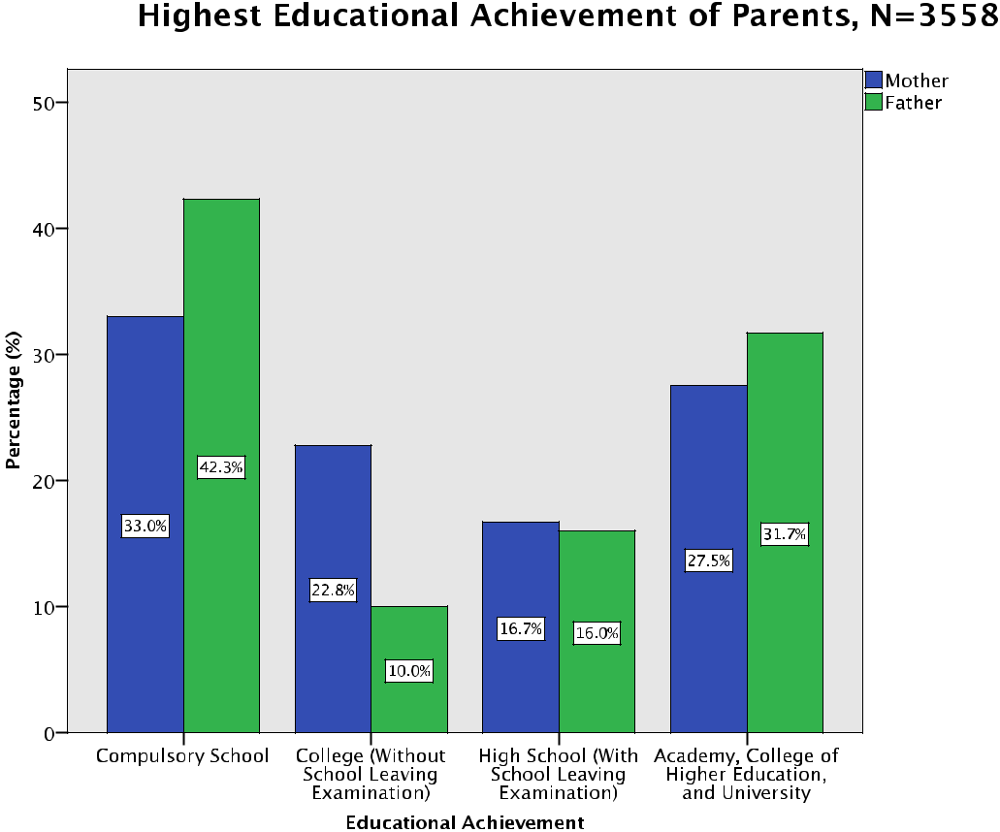 Highest Educational Achievement of Parents, N=3558
Mother
Father
Percentage (%)
50
40
30
20
10
0
33.0%
42.3%
22.8%
10.0%
16.7%
16.0%
27.5%
31.7%
Compulsory School
College (Without
School Leaving
Examination)
High School (With
School Leaving
Examination)
Academy, College of
Higher Education,
and University
Educational Achievement